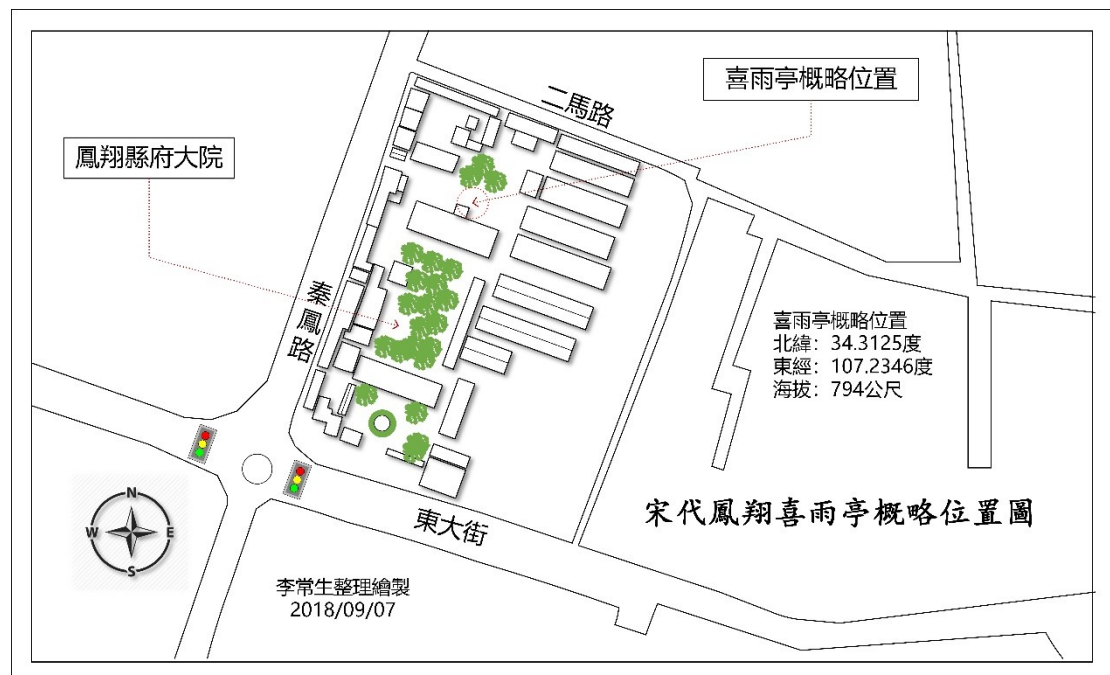 喜雨亭概略位置
二馬路
鳳翔縣府大院
秦鳳路
喜雨亭概略位置
北緯：34.3125度
東經：107.2346度
海拔：794公尺
宋代鳳翔喜雨亭概略位置圖
東大街
N
W
E
S
李常生整理繪製
2018/09/07